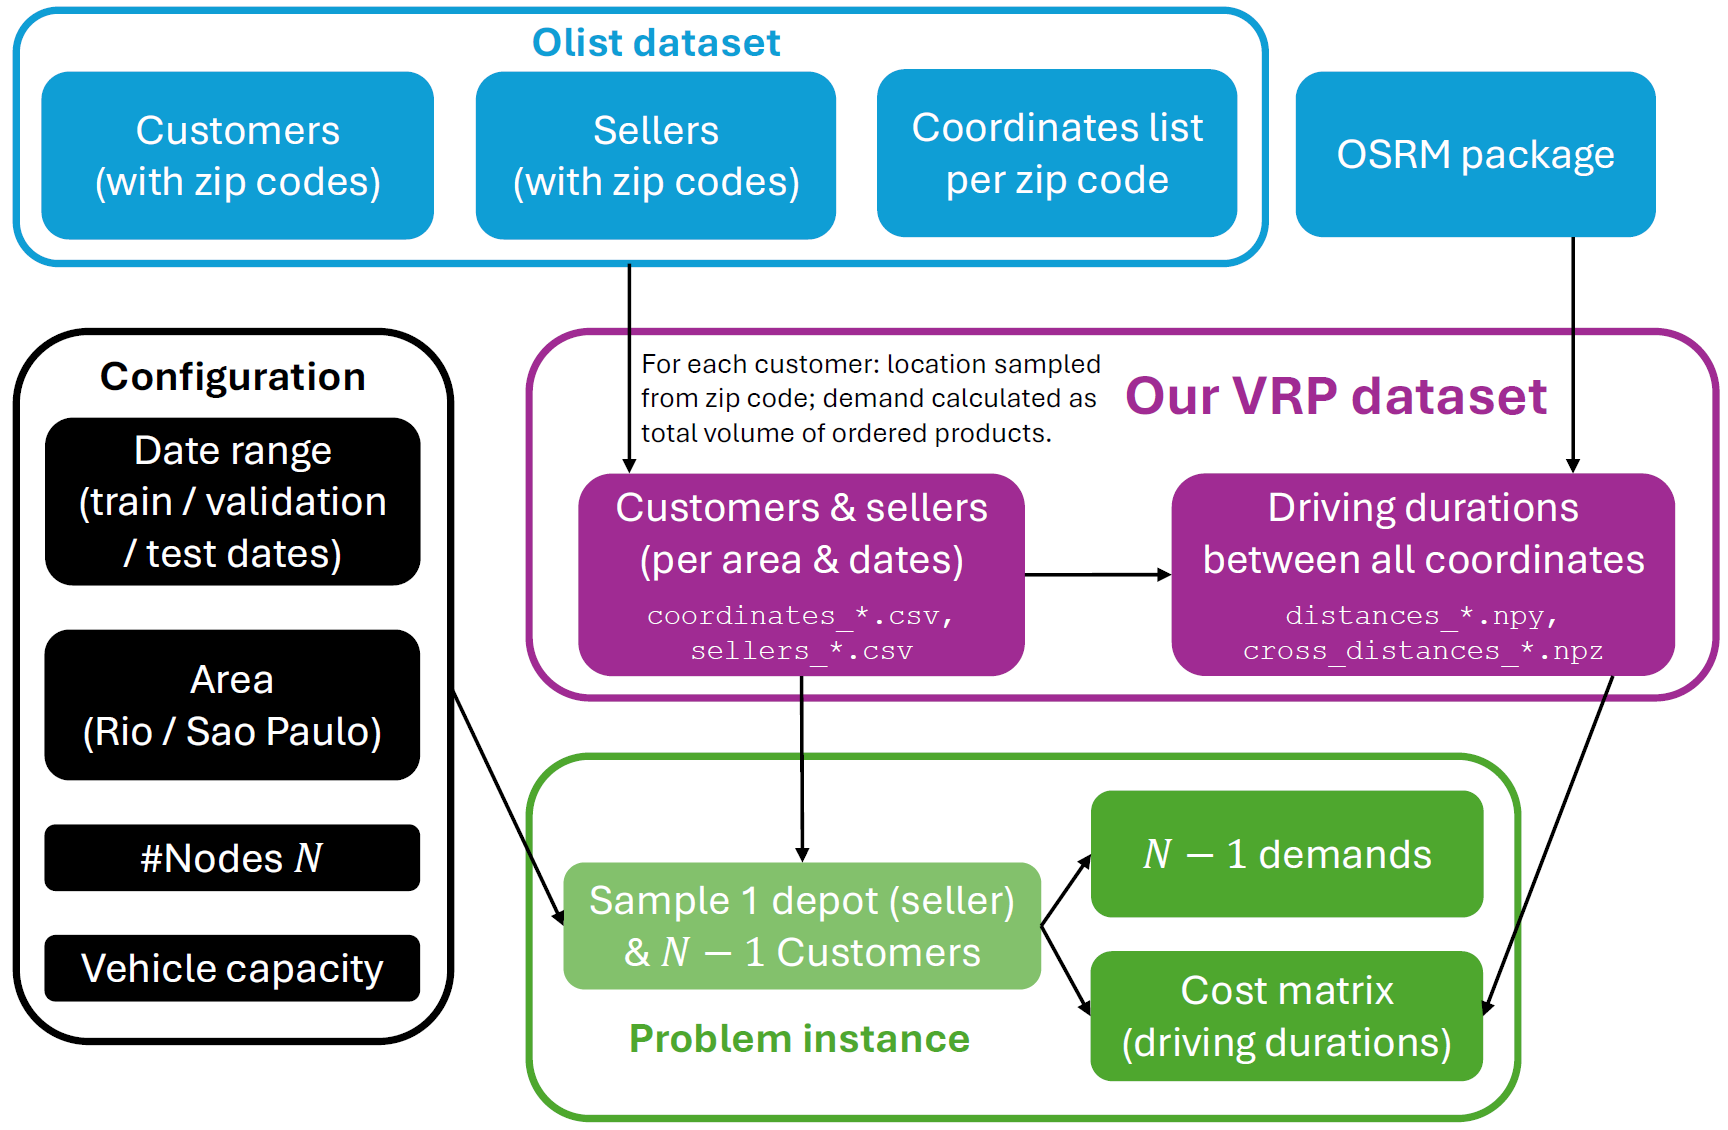 Olist dataset
Customers
(with zip codes)
Sellers
(with zip codes)
Coordinates list
per zip code
OSRM package
Configuration
Date range
(train / validation
/ test dates)
Area
(Rio / Sao Paulo)
#Nodes N
Vehicle capacity
For each customer: location sampled
from zip code; demand calculated as
total volume of ordered products.
Our VRP dataset
Customers & sellers
(per area & dates)
coordinates_*.csv,
sellers_*.csv
Driving durations
between all coordinates
distances_*.npy,
cross_distances_*.npz
Sample 1 depot (seller)
& N − 1 Customers
N − 1 demands
Cost matrix
(driving durations)
Problem instance